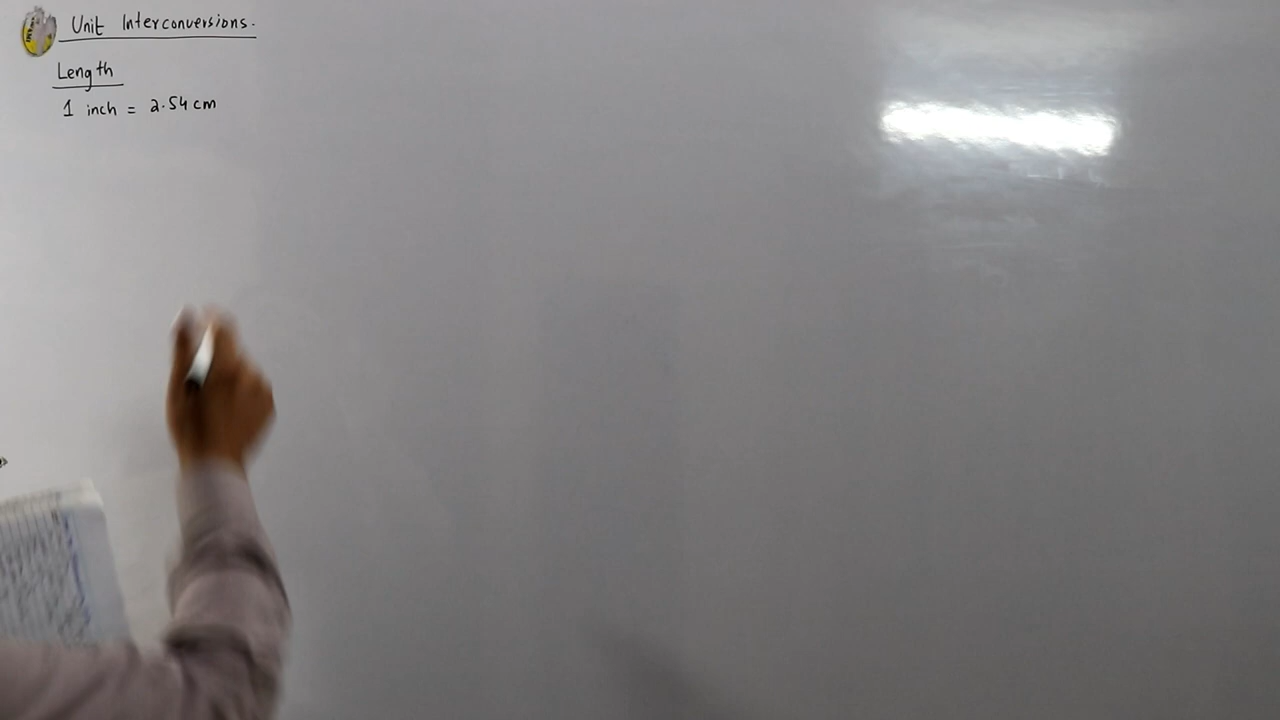 Unit Interconversions.
Length
1 inch = 2.54 cm